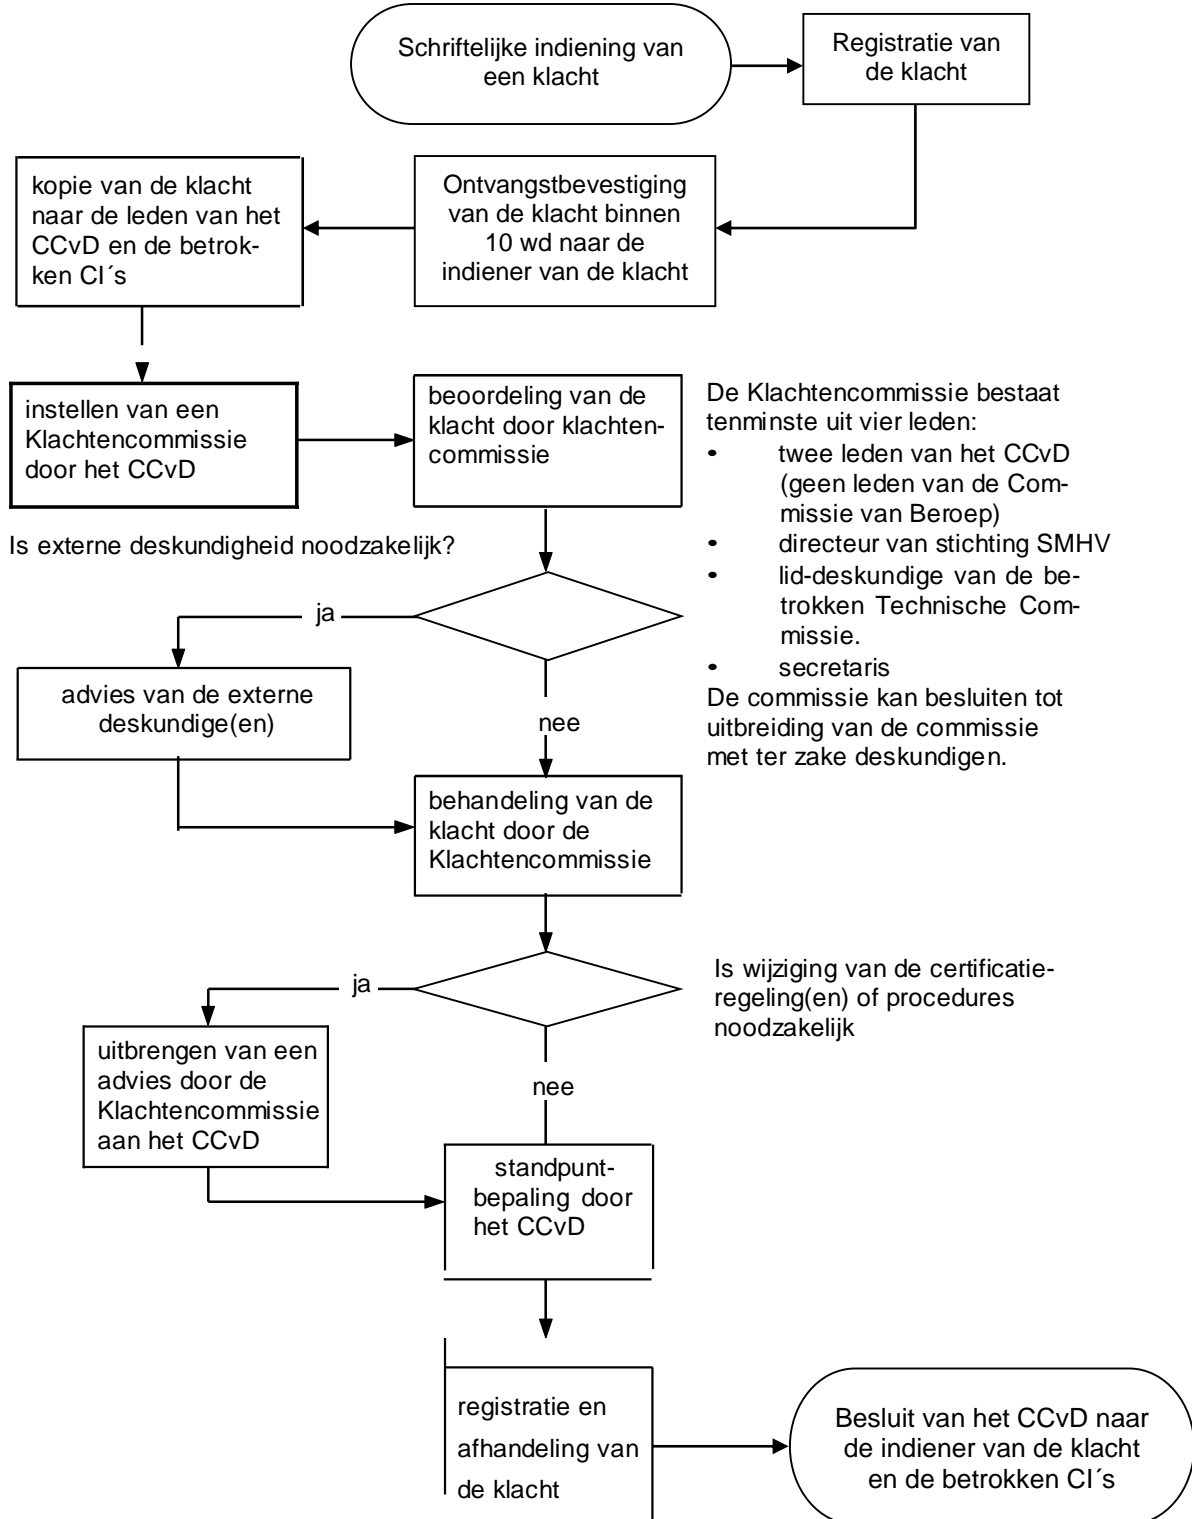 Schriftelijke indiening van
een klacht
Registratie van
de klacht
kopie van de klacht
naar de leden van het
CCvD en de betrok-
ken CI´s
Ontvangstbevestiging
van de klacht binnen
10 wd naar de
indiener van de klacht
instellen van een
Klachtencommissie
door het CCvD
beoordeling van de
klacht door klachten-
commissie
De Klachtencommissie bestaat
tenminste uit vier leden:
• twee leden van het CCvD
(geen leden van de Com-
missie van Beroep)
• directeur van stichting SMHV
• lid-deskundige van de be-
trokken Technische Com-
missie.
• secretaris
De commissie kan besluiten tot
uitbreiding van de commissie
met ter zake deskundigen.
Is externe deskundigheid noodzakelijk?
ja
advies van de externe
deskundige(en)
nee
behandeling van de
klacht door de
Klachtencommissie
ja
Is wijziging van de certificatie-
regeling(en) of procedures
noodzakelijk
uitbrengen van een
advies door de
Klachtencommissie
aan het CCvD
nee
standpunt-
bepaling door
het CCvD
registratie en
afhandeling van
de klacht
Besluit van het CCvD naar
de indiener van de klacht
en de betrokken CI´s